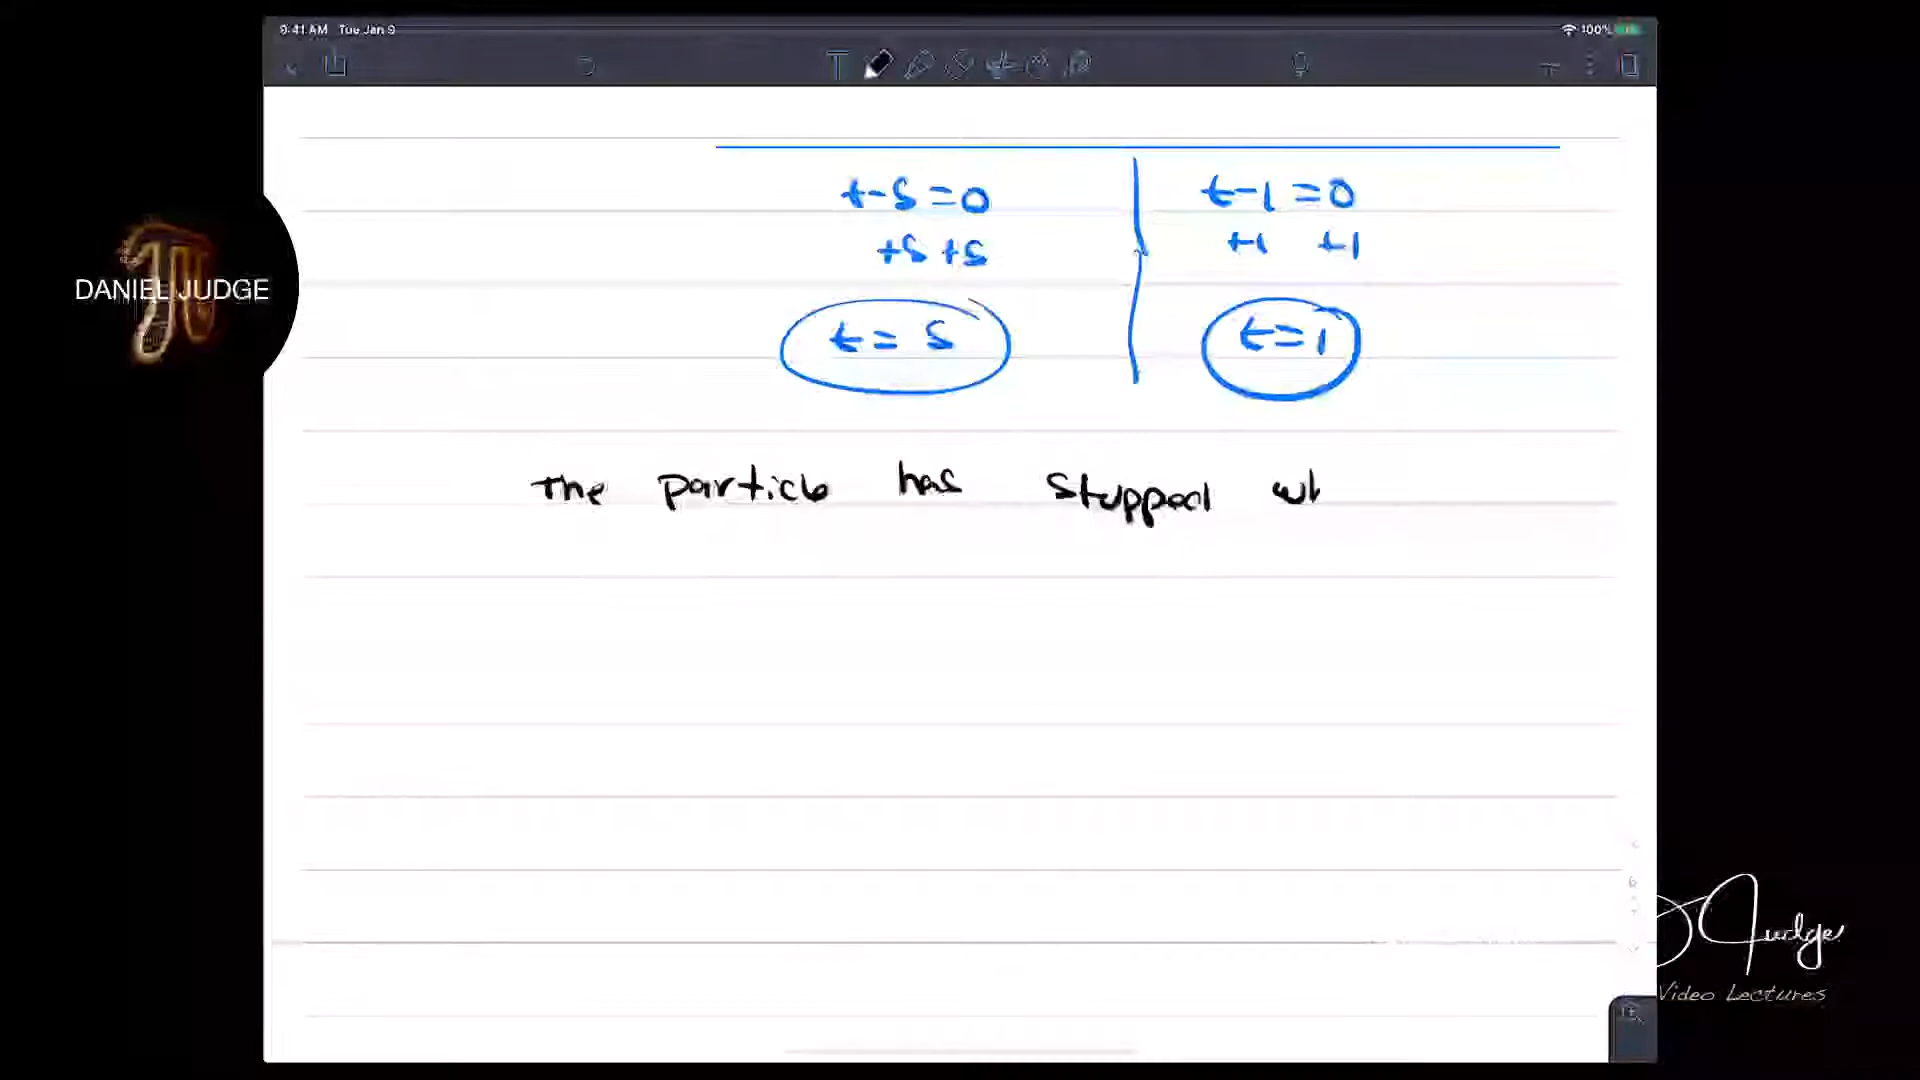 9:41 AM Tue Jan 9
100%
t-5=0 t-1=0
+5 +5 +1 +1
t= 5 t=1
DANIEL JUDGE
The particle has stopped wh
Judge
Video Lectures